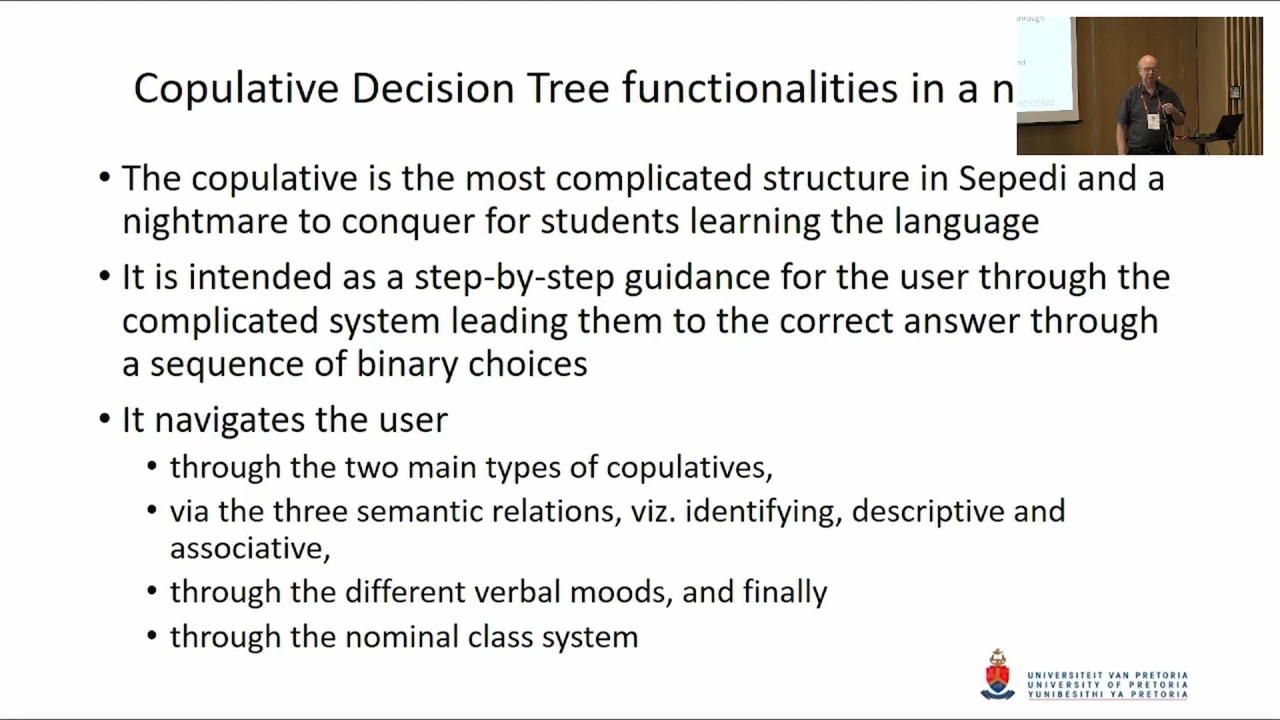 Copulative Decision Tree functionalities in a n
• The copulative is the most complicated structure in Sepedi and a
nightmare to conquer for students learning the language
• It is intended as a step-by-step guidance for the user through the
complicated system leading them to the correct answer through
a sequence of binary choices
• It navigates the user
• through the two main types of copulatives,
• via the three semantic relations, viz. identifying, descriptive and
associative,
• through the different verbal moods, and finally
• through the nominal class system
UNIVERSITEIT VAN PRETORIA
UNIVERSITY OF PRETORIA
YUNIBESITHI YA PRETORIA